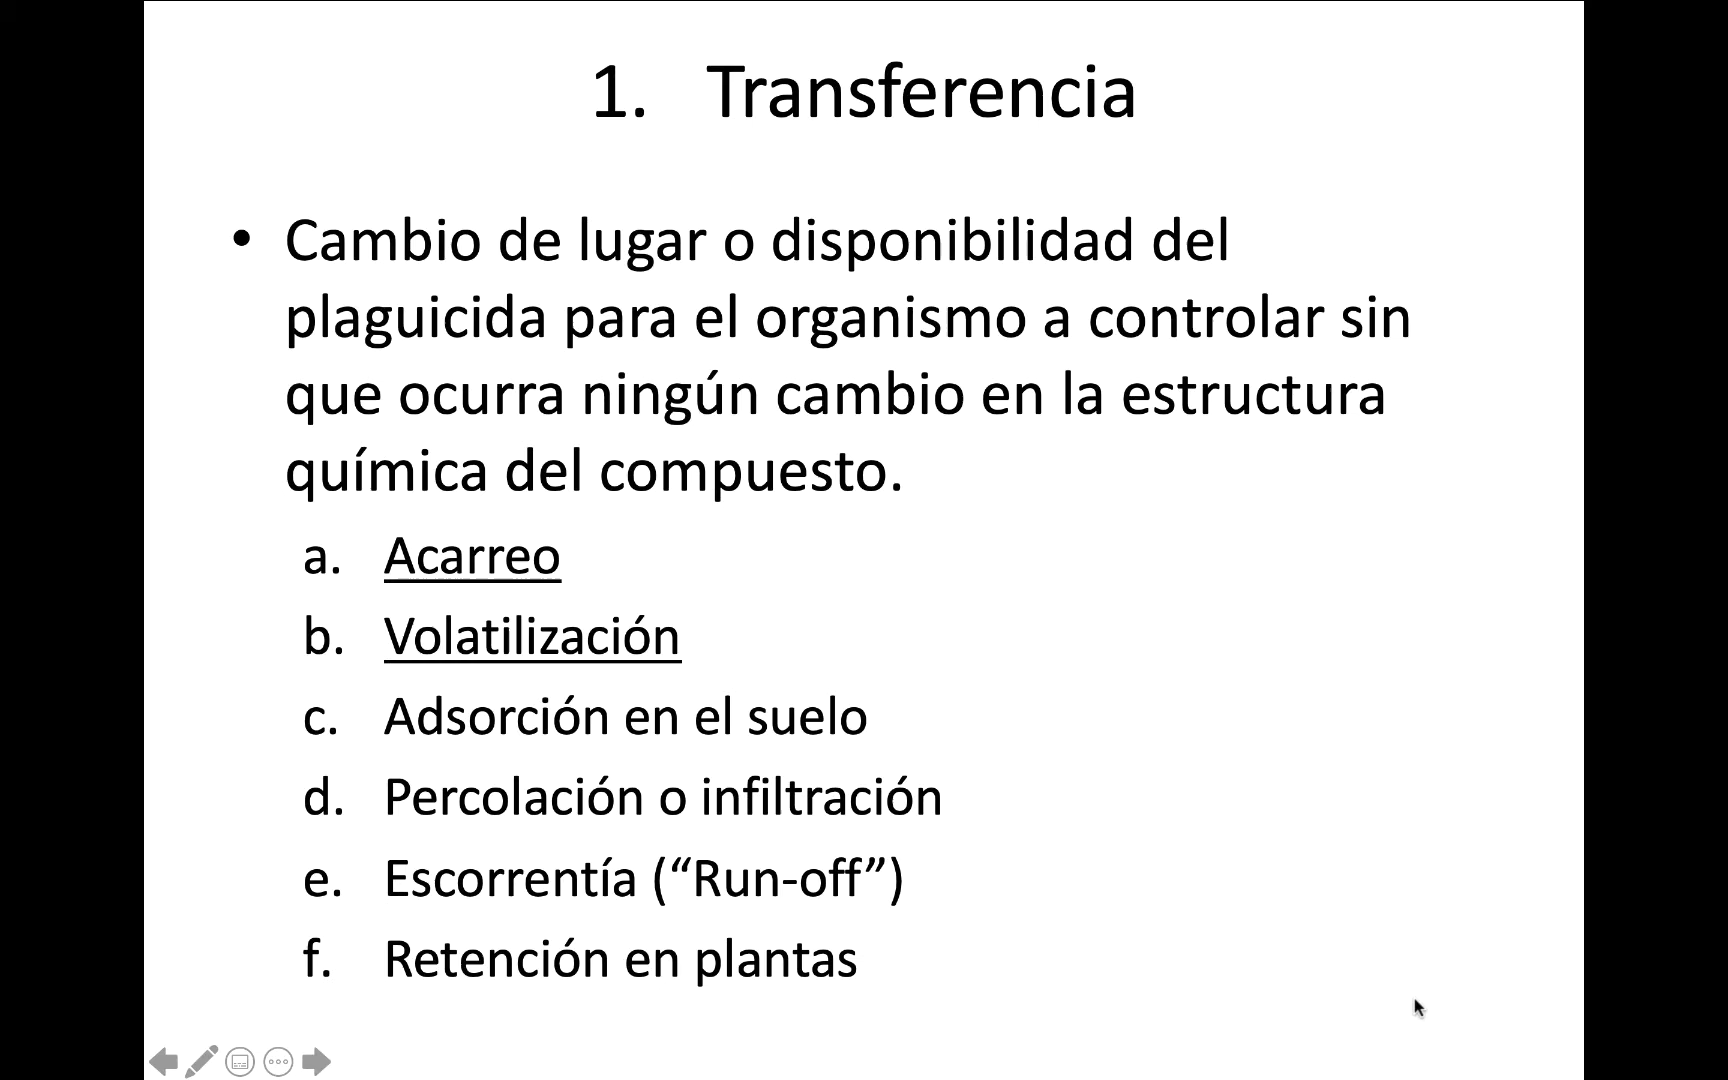 1. Transferencia
• Cambio de lugar o disponibilidad del
plaguicida para el organismo a controlar sin
que ocurra ningún cambio en la estructura
química del compuesto.
a. Acarreo
b. Volatilización
c. Adsorción en el suelo
d. Percolación o infiltración
e. Escorrentía (“Run-off”)
f. Retención en plantas